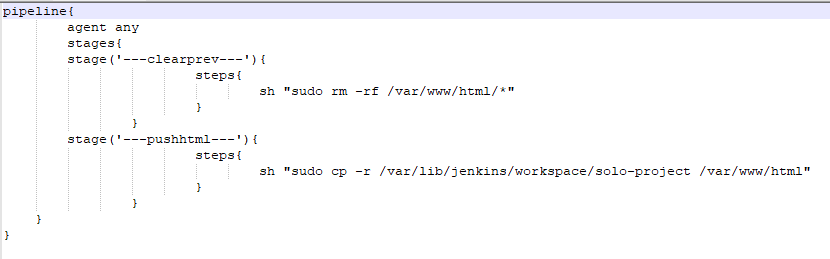 pipeline{
agent any
stages{
stage('---clearprev---'){
steps{
sh "sudo rm -rf /var/www/html/*"
}
}
stage('---pushhtml---'){
steps{
sh "sudo cp -r /var/lib/jenkins/workspace/solo-project /var/www/html"
}
}
}
}